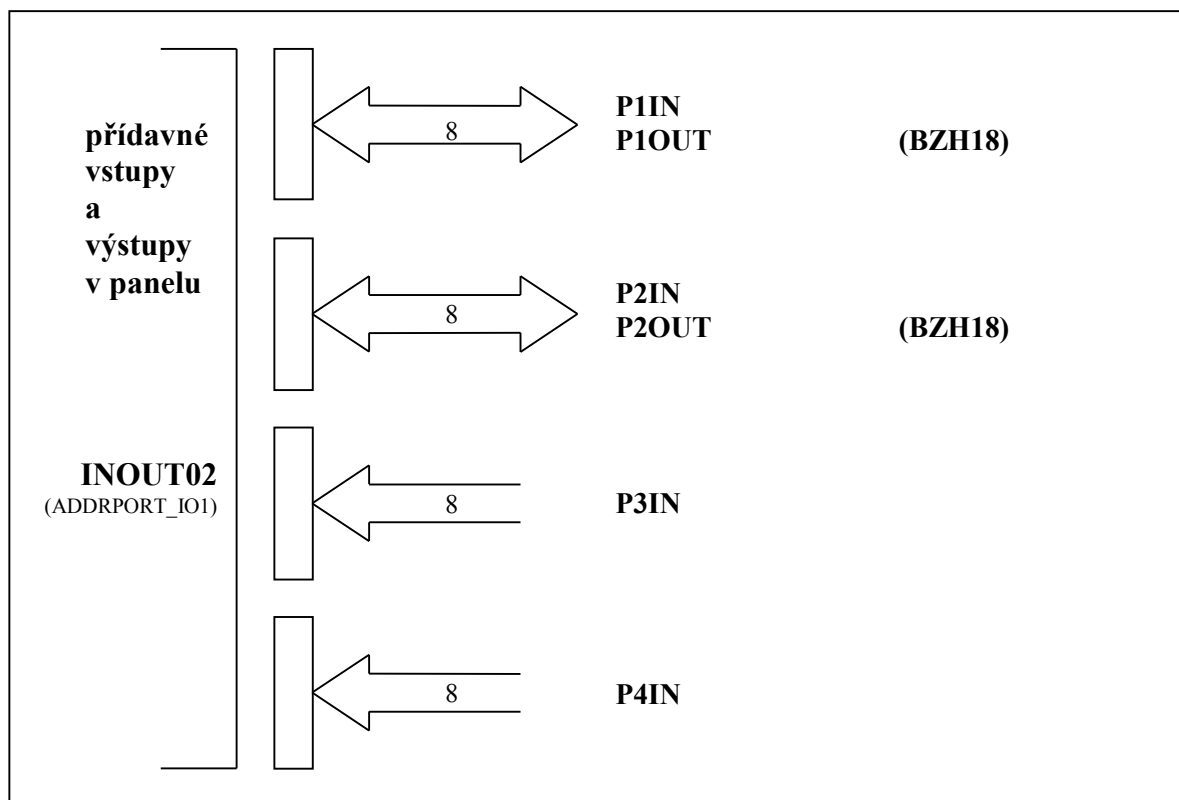 přídavné
vstupy
a
výstupy
v panelu
INOUT02
(ADDRPORT_IO1)
8
P1IN
P1OUT (BZH18)
8
P2IN
P2OUT (BZH18)
8
P3IN
8
P4IN